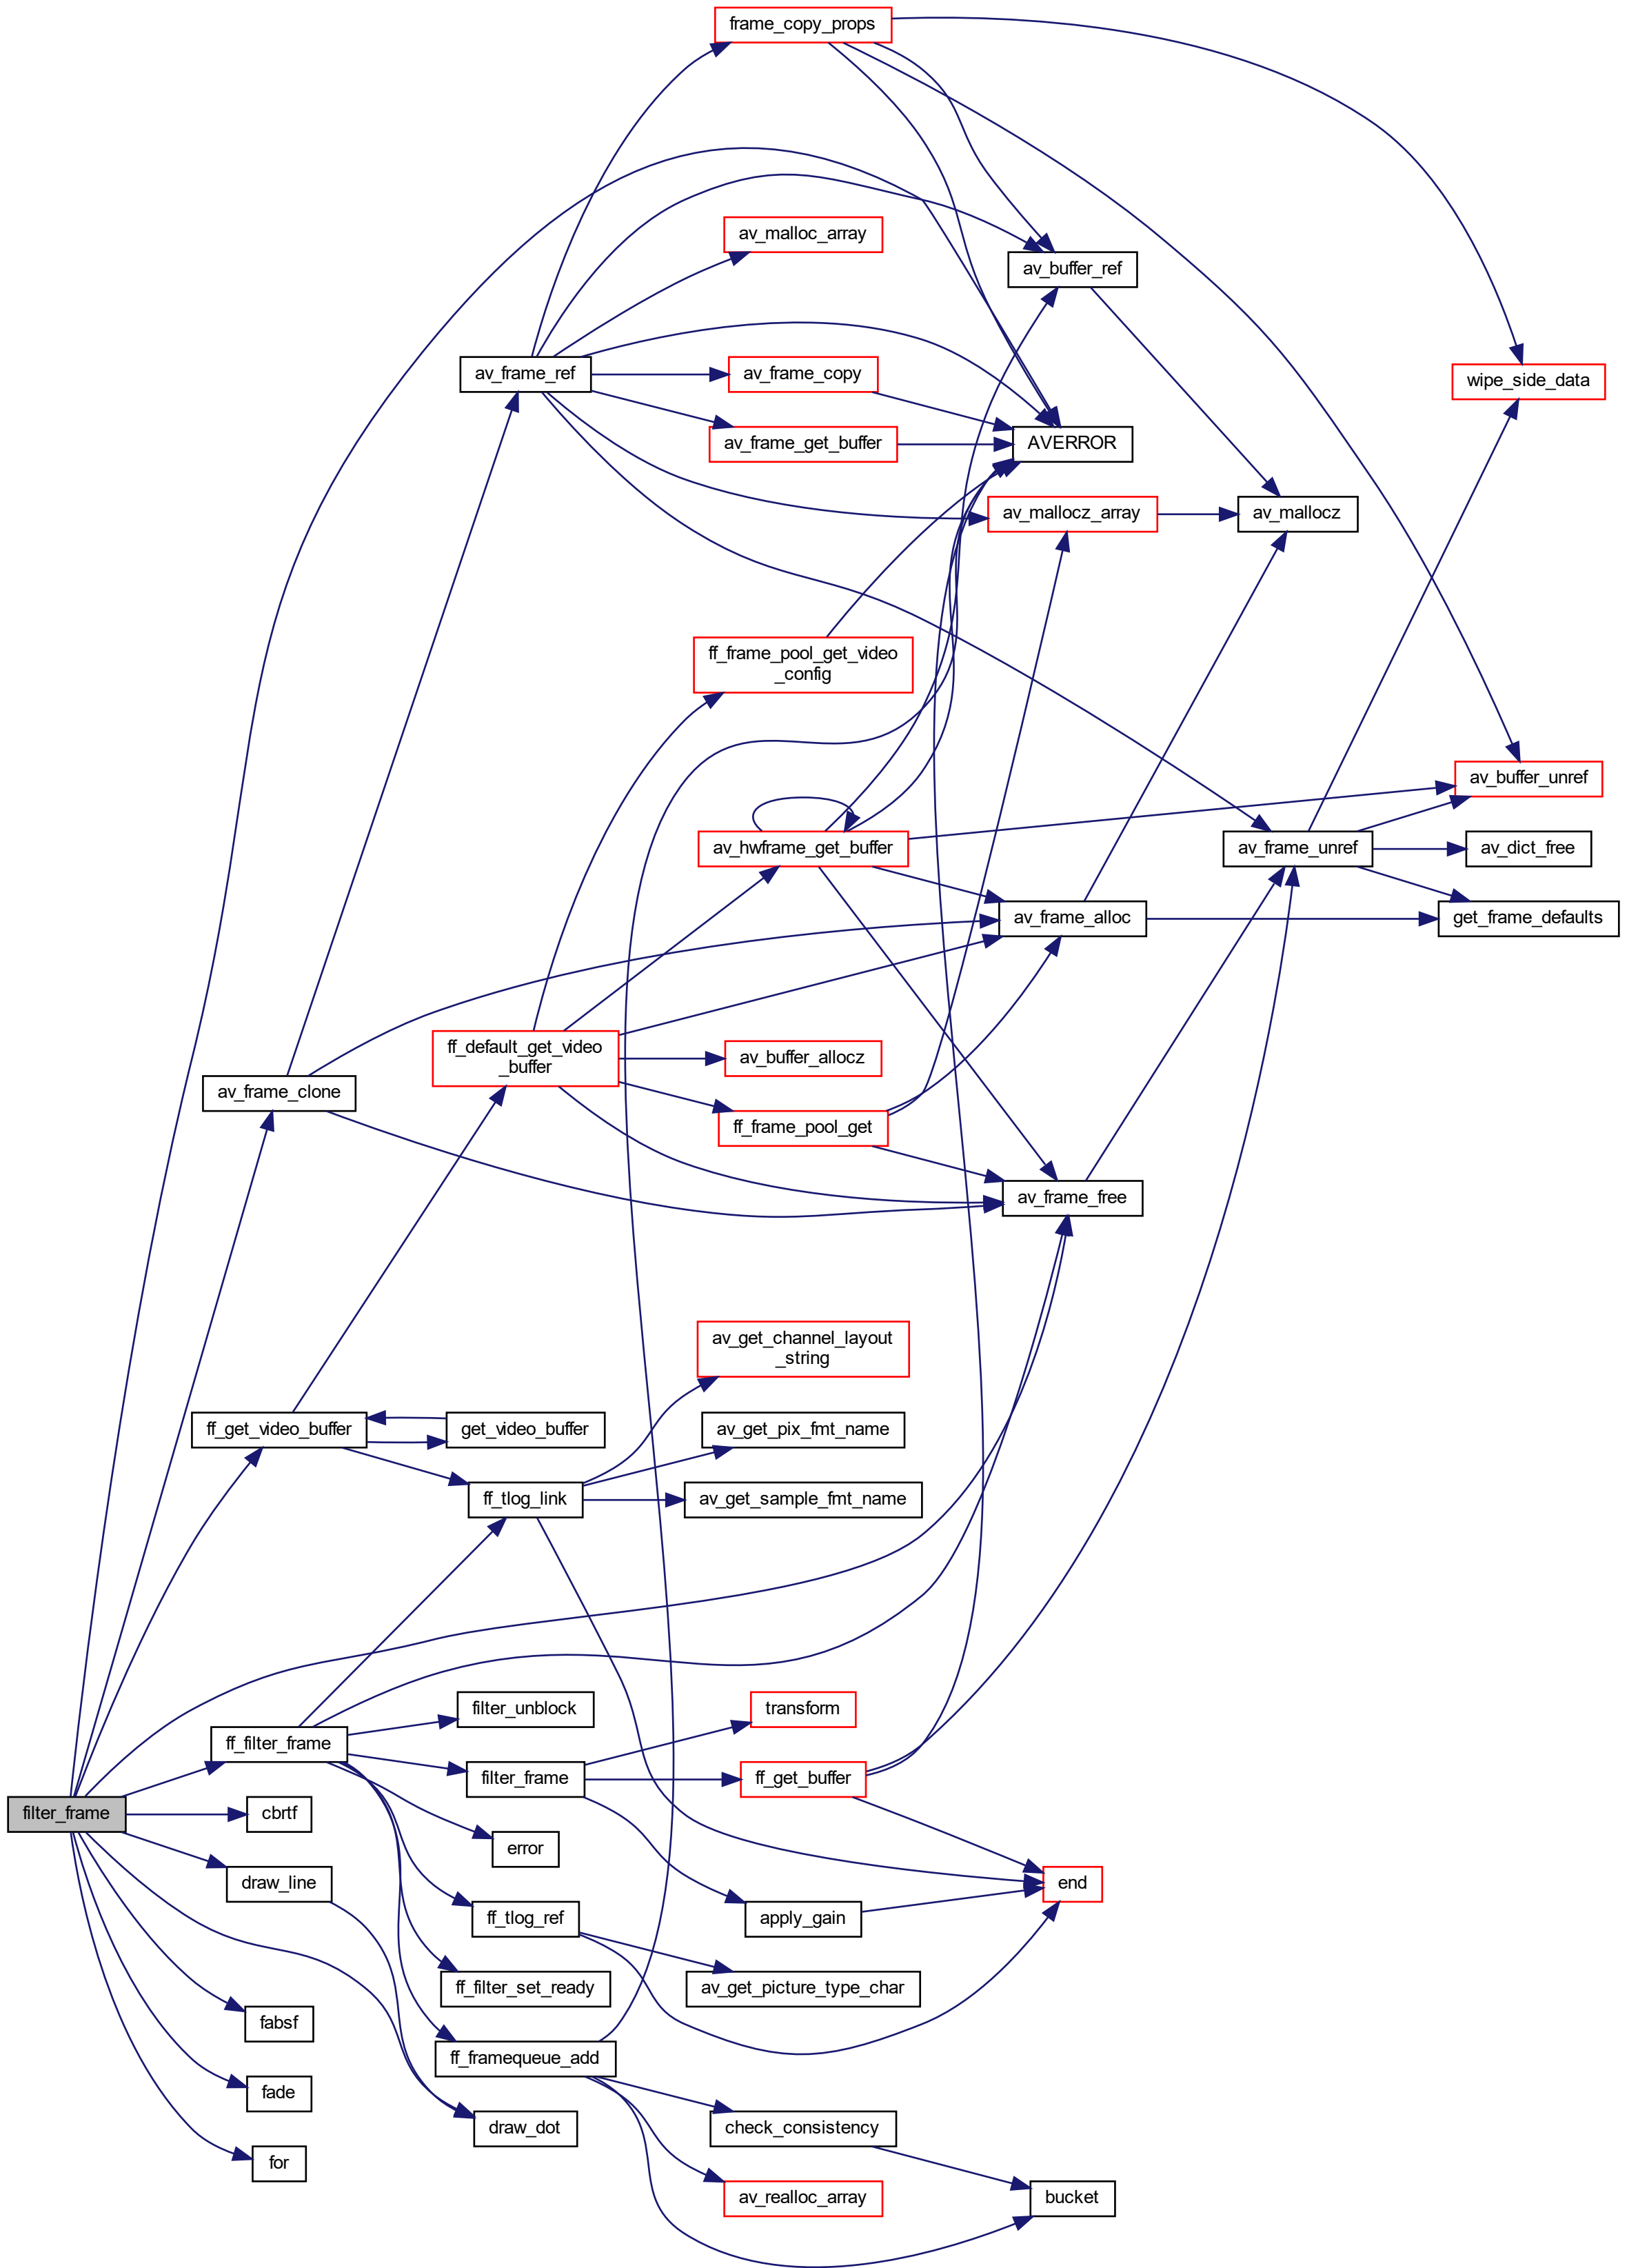 frame_copy_props
av_malloc_array
av_buffer_ref
av_frame_ref
av_frame_copy
wipe_side_data
av_frame_get_buffer
AVERROR
av_mallocz_array
av_mallocz
ff_frame_pool_get_video
_config
av_buffer_unref
av_hwframe_get_buffer
av_frame_unref
av_dict_free
av_frame_alloc
get_frame_defaults
ff_default_get_video
_buffer
av_buffer_allocz
av_frame_clone
ff_frame_pool_get
av_frame_free
av_get_channel_layout
_string
ff_get_video_buffer
get_video_buffer
av_get_pix_fmt_name
ff_tlog_link
av_get_sample_fmt_name
filter_unblock
transform
ff_filter_frame
filter_frame
ff_get_buffer
filter_frame
cbrtf
error
draw_line
end
ff_tlog_ref
apply_gain
ff_filter_set_ready
av_get_picture_type_char
fabsf
ff_framequeue_add
fade
draw_dot
check_consistency
for
av_realloc_array
bucket